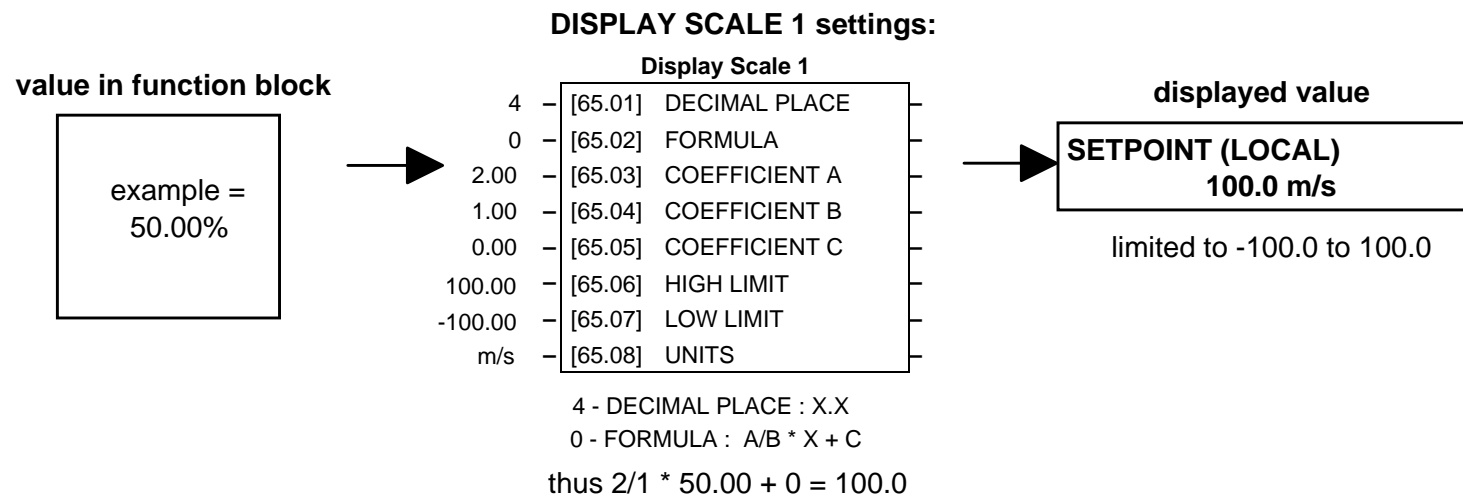 DISPLAY SCALE 1 settings:
value in function block
example =
50.00%
Display Scale 1
4 – [65.01] DECIMAL PLACE –
0 – [65.02] FORMULA –
2.00 – [65.03] COEFFICIENT A –
1.00 – [65.04] COEFFICIENT B –
0.00 – [65.05] COEFFICIENT C –
100.00 – [65.06] HIGH LIMIT –
-100.00 – [65.07] LOW LIMIT –
m/s – [65.08] UNITS –
4 - DECIMAL PLACE : X.X
0 - FORMULA : A/B * X + C
thus 2/1 * 50.00 + 0 = 100.0
displayed value
SETPOINT (LOCAL)
100.0 m/s
limited to -100.0 to 100.0